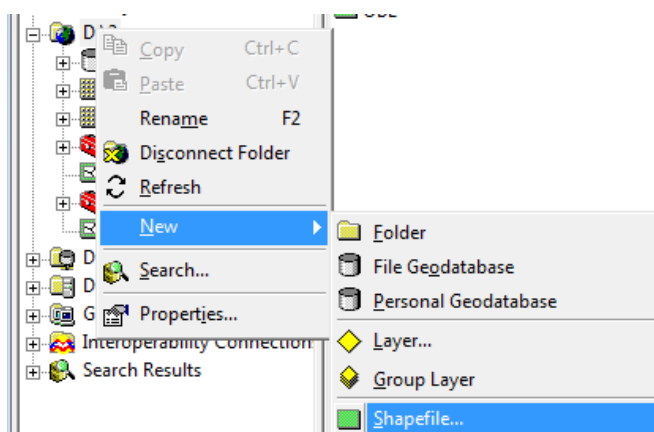 Copy Ctrl+C
Paste Ctrl+V
Rename F2
Disconnect Folder
Refresh
New
Search...
Properties...
Folder
File Geodatabase
Personal Geodatabase
Layer...
Group Layer
Shapefile...
D
D
G
Interoperability Connection
Search Results